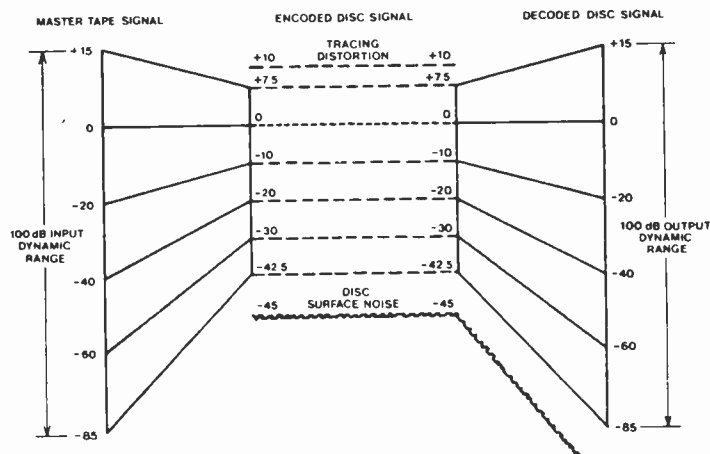 MASTER TAPE SIGNAL
ENCODED DISC SIGNAL
DECODED DISC SIGNAL
+15
0
-20
-40
-60
-85
100 dB INPUT
DYNAMIC
RANGE
TRACING
DISTORTION
+10
+10
+7.5
+7.5
0
0
-10
-10
-20
-20
-30
-30
-42.5
-42.5
DISC
SURFACE NOISE
-45
-45
+15
0
-20
-40
-60
-85
100 dB OUTPUT
DYNAMIC
RANGE